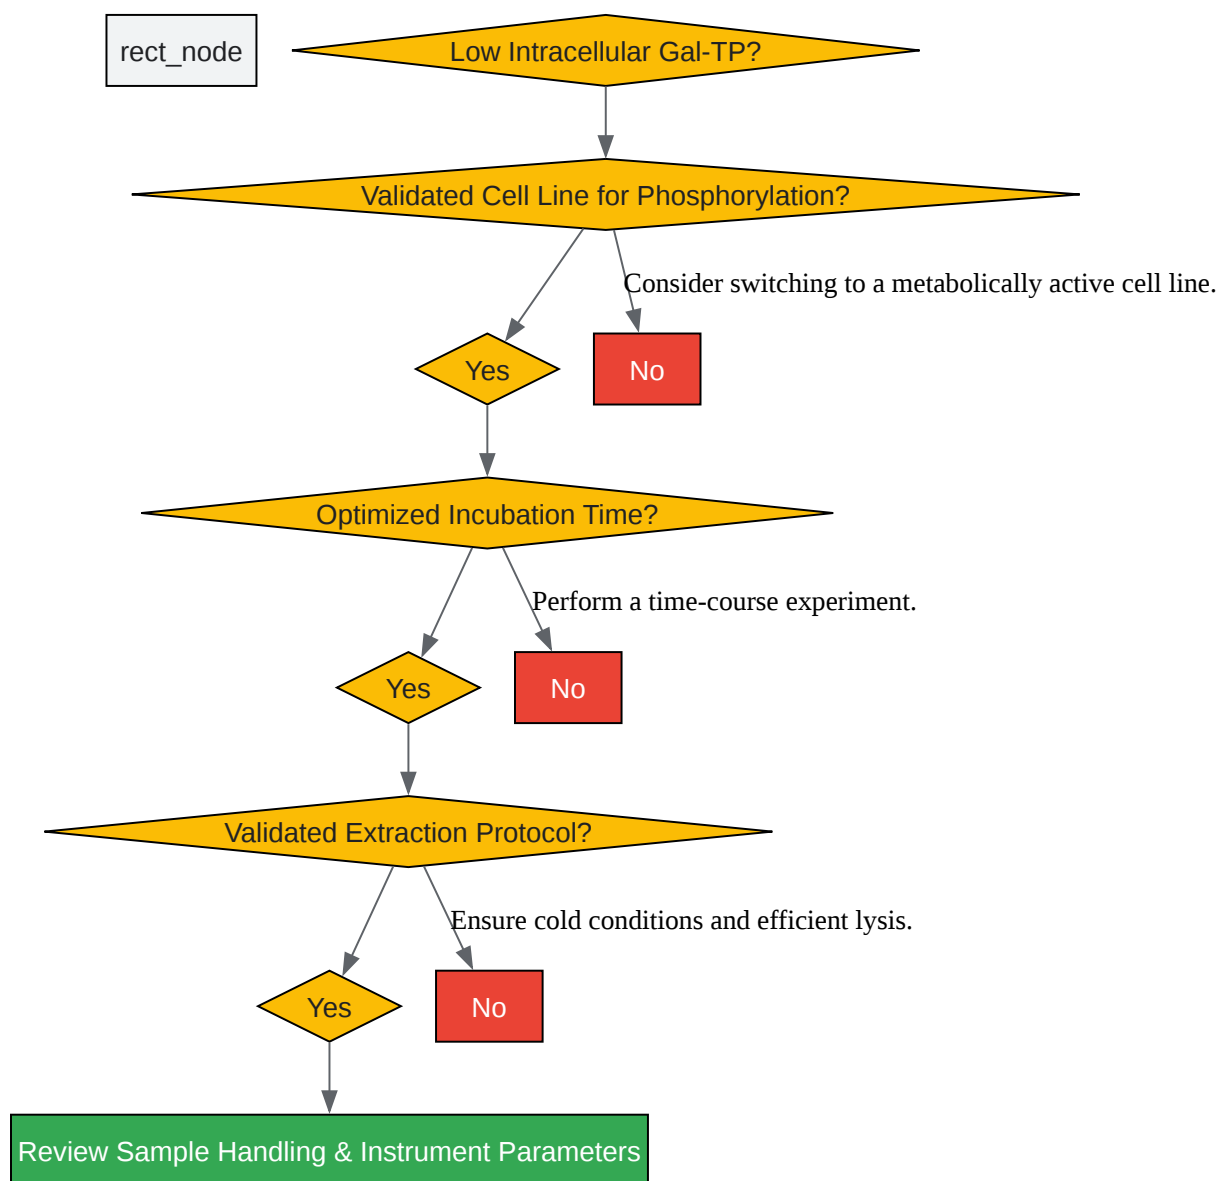 rect_node
Low Intracellular Gal-TP?
Validated Cell Line for Phosphorylation?
Consider switching to a metabolically active cell line.
Yes
No
Optimized Incubation Time?
Perform a time-course experiment.
Yes
No
Validated Extraction Protocol?
Ensure cold conditions and efficient lysis.
Yes
No
Review Sample Handling & Instrument Parameters